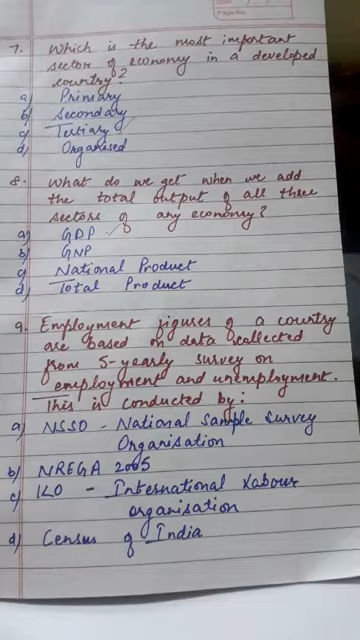 Date
Page No.
7. Which is the most important
sector of economy in a developed
country?
a) Primary
b) Secondary
c) Tertiary
d) Organised
8. What do we get when we add
the total output of all three
sectors of any economy?
a) GDP
b) GNP
c) National Product
d) Total Product
9. Employment figures of a country
are based on data collected
from 5-yearly survey on
employment and unemployment.
This is conducted by:
a) NSSO - National Sample Survey
Organisation
b) NREGA 2005
c) ILO - International Labour
organisation
d) Census of India